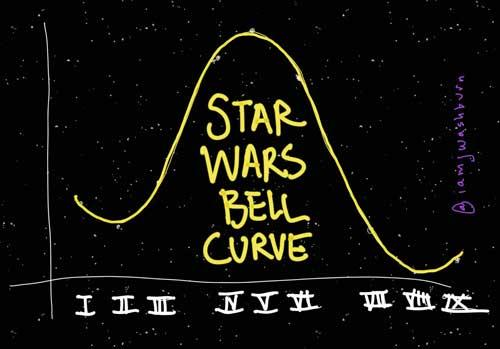 STAR
WARS
BELL
CURVE
@iamjwashburn
I II III IV V VI VII VIII IX